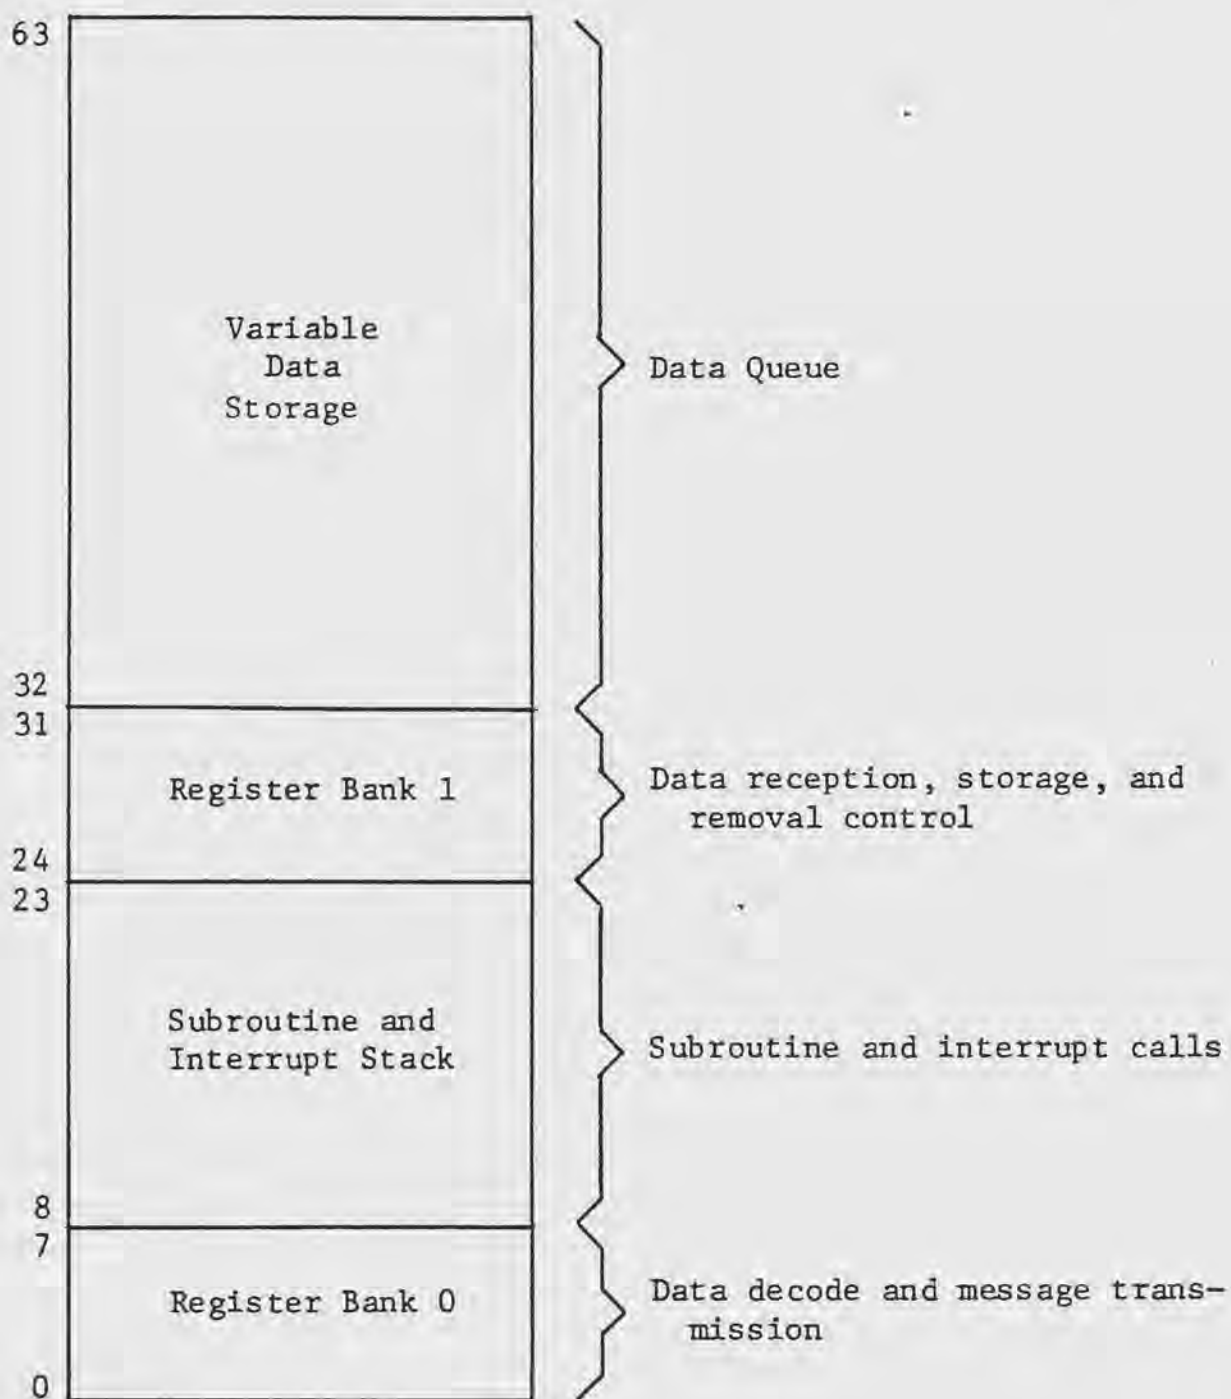 63
Variable
Data
Storage
Data Queue
32
31
Register Bank 1
Data reception, storage, and
removal control
24
23
Subroutine and
Interrupt Stack
Subroutine and interrupt calls
8
7
Register Bank 0
Data decode and message trans-
mission
0